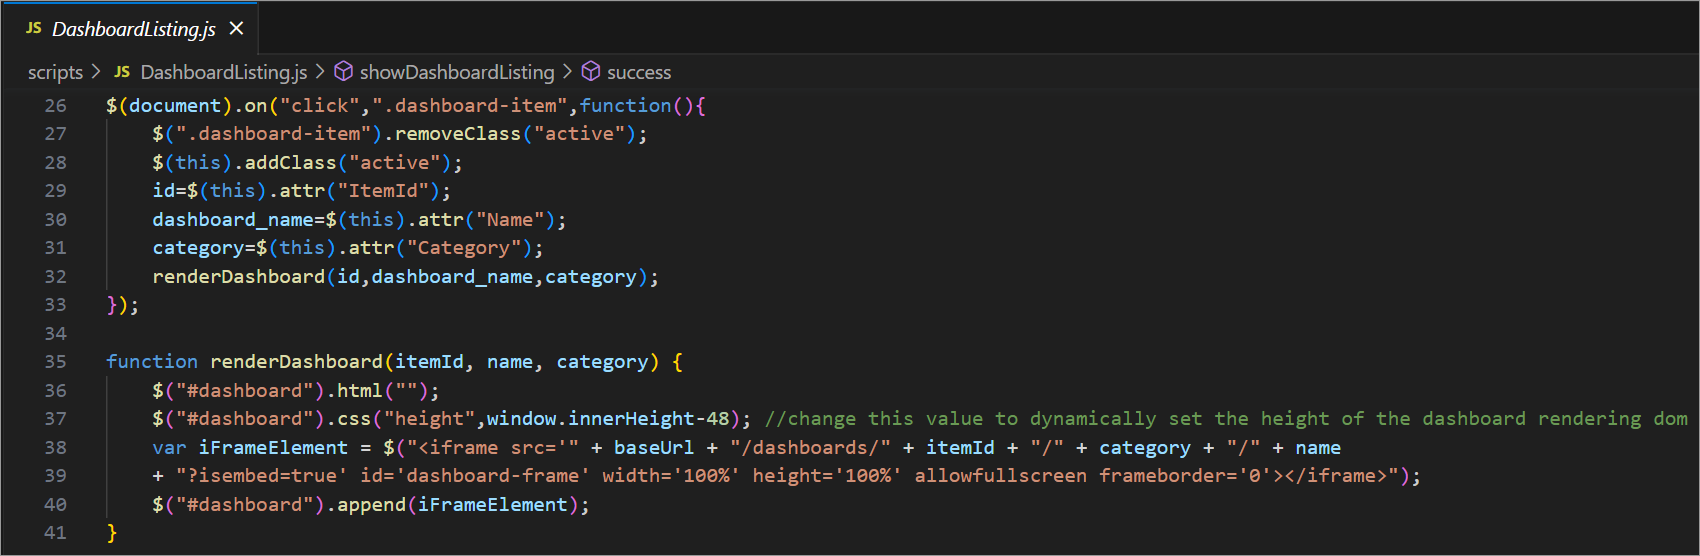 JS DashboardListing.js ×
scripts > JS DashboardListing.js > showDashboardListing > success
26 $(document).on("click",".dashboard-item",function(){
27     $(".dashboard-item").removeClass("active");
28     $(this).addClass("active");
29     id=$(this).attr("ItemId");
30     dashboard_name=$(this).attr("Name");
31     category=$(this).attr("Category");
32     renderDashboard(id,dashboard_name,category);
33 });
34
35 function renderDashboard(itemId, name, category) {
36     $("#dashboard").html("");
37     $("#dashboard").css("height",window.innerHeight-48); //change this value to dynamically set the height of the dashboard rendering dom
38     var iFrameElement = $("<iframe src='" + baseUrl + "/dashboards/" + itemId + "/" + category + "/" + name
39     + "?isembed=true' id='dashboard-frame' width='100%' height='100%' allowfullscreen frameborder='0'></iframe>");
40     $("#dashboard").append(iFrameElement);
41 }